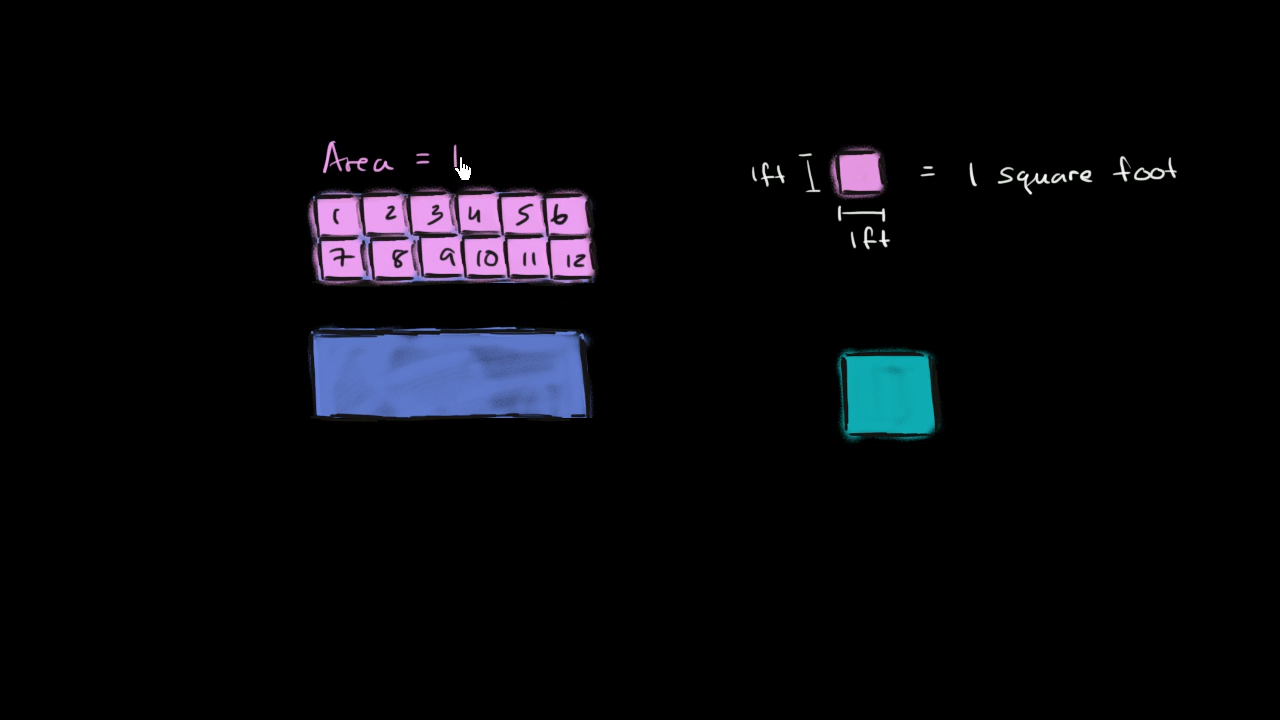 Area = 1
1 2 3 4 5 6
7 8 9 10 11 12
1ft = 1 square foot
1ft